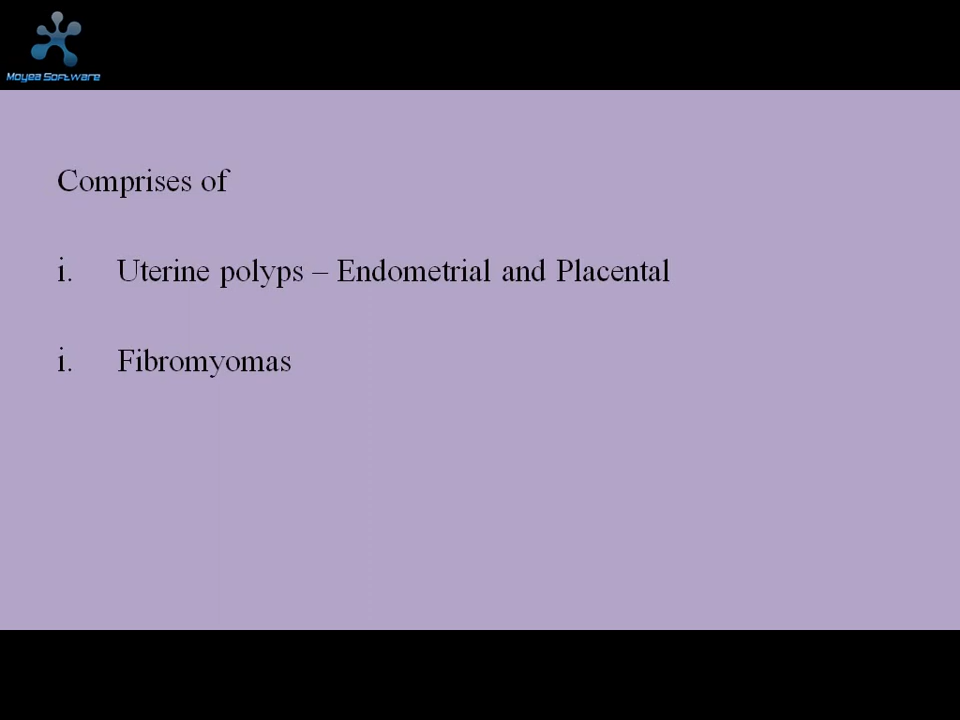 Moyea Software
Comprises of
i. Uterine polyps – Endometrial and Placental
i. Fibromyomas